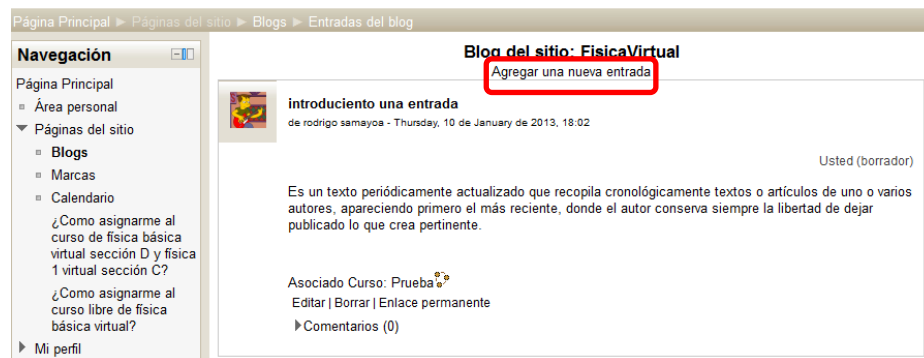 Página Principal ► Páginas del sitio ► Blogs ► Entradas del blog
Navegación
Página Principal
Área personal
Páginas del sitio
Blogs
Marcas
Calendario
¿Como asignarme al
curso de física básica
virtual sección D y física
1 virtual sección C?
¿Como asignarme al
curso libre de física
básica virtual?
Mi perfil
Blog del sitio: FisicaVirtual
Agregar una nueva entrada
introduciento una entrada
de rodrigo samayoa - Thursday, 10 de January de 2013, 18:02
Usted (borrador)
Es un texto periódicamente actualizado que recopila cronológicamente textos o artículos de uno o varios
autores, apareciendo primero el más reciente, donde el autor conserva siempre la libertad de dejar
publicado lo que crea pertinente.
Asociado Curso: Prueba
Editar | Borrar | Enlace permanente
Comentarios (0)